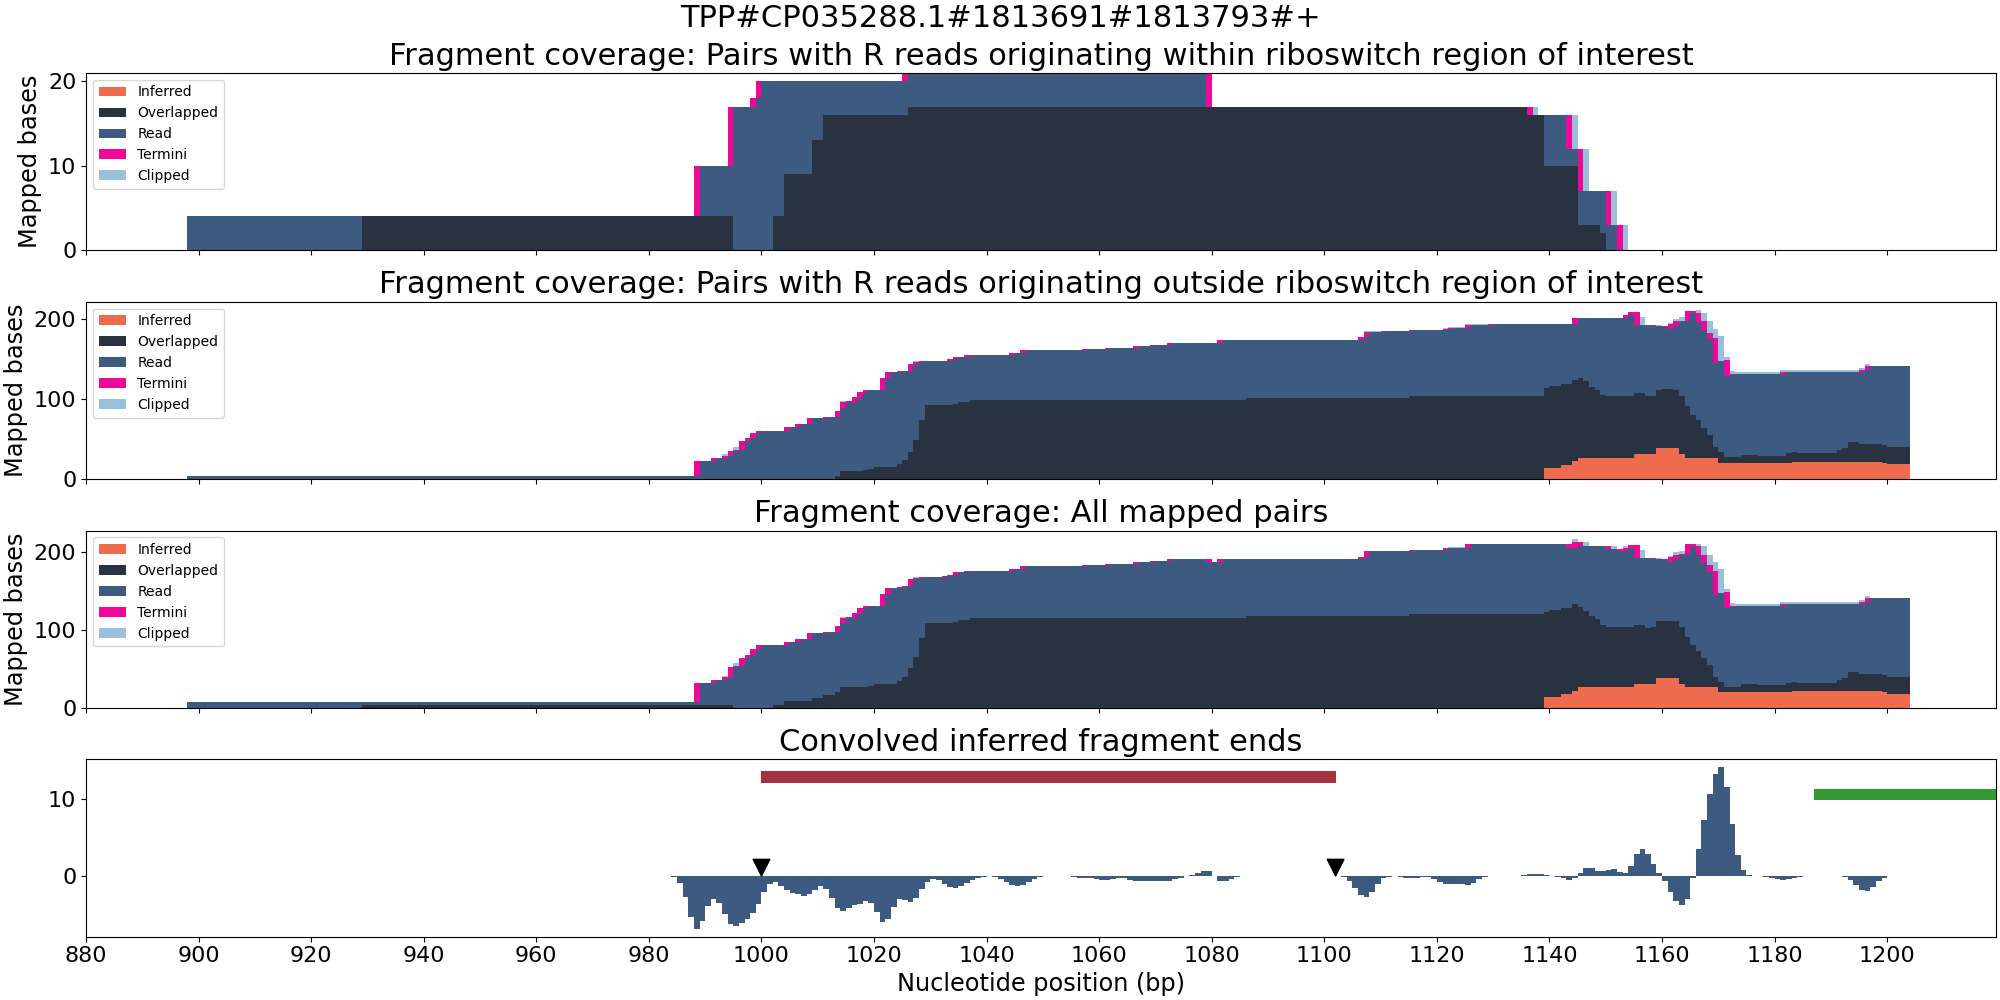 TPP#CP035288.1#1813691#1813793#+
Fragment coverage: Pairs with R reads originating within riboswitch region of interest
Mapped bases
20
10
0
Inferred
Overlapped
Read
Termini
Clipped
Fragment coverage: Pairs with R reads originating outside riboswitch region of interest
Mapped bases
200
100
0
Inferred
Overlapped
Read
Termini
Clipped
Fragment coverage: All mapped pairs
Mapped bases
200
100
0
Inferred
Overlapped
Read
Termini
Clipped
Convolved inferred fragment ends
10
0
880 900 920 940 960 980 1000 1020 1040 1060 1080 1100 1120 1140 1160 1180 1200
Nucleotide position (bp)